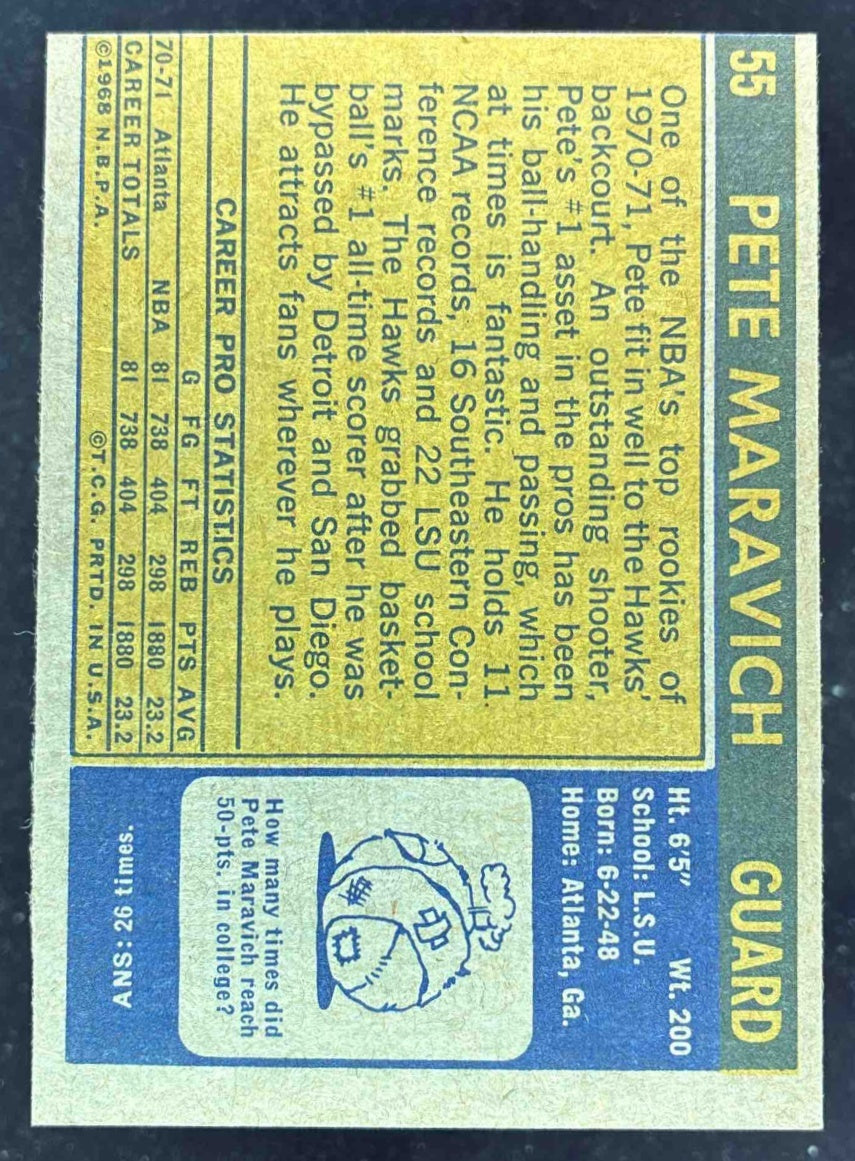 55 PETE MARAVICH GUARD
One of the NBA's top rookies of
1970-71, Pete fit in well to the Hawks'
backcourt. An outstanding shooter,
Pete's #1 asset in the pros has been
his ball-handling and passing, which
at times is fantastic. He holds 11
NCAA records, 16 Southeastern Con-
ference records and 22 LSU school
marks. The Hawks grabbed basket-
ball's #1 all-time scorer after he was
bypassed by Detroit and San Diego.
He attracts fans wherever he plays.
CAREER PRO STATISTICS
G FG FT REB PTS AVG
70-71 Atlanta NBA 81 738 404 298 1880 23.2
CAREER TOTALS 81 738 404 298 1880 23.2
©1968 N.B.P.A. ©T.C.G. PRTD. IN U.S.A.
Ht. 6'5" Wt. 200
School: L.S.U.
Born: 6-22-48
Home: Atlanta, Ga.
How many times did
Pete Maravich reach
50-pts. in college?
ANS: 26 times.